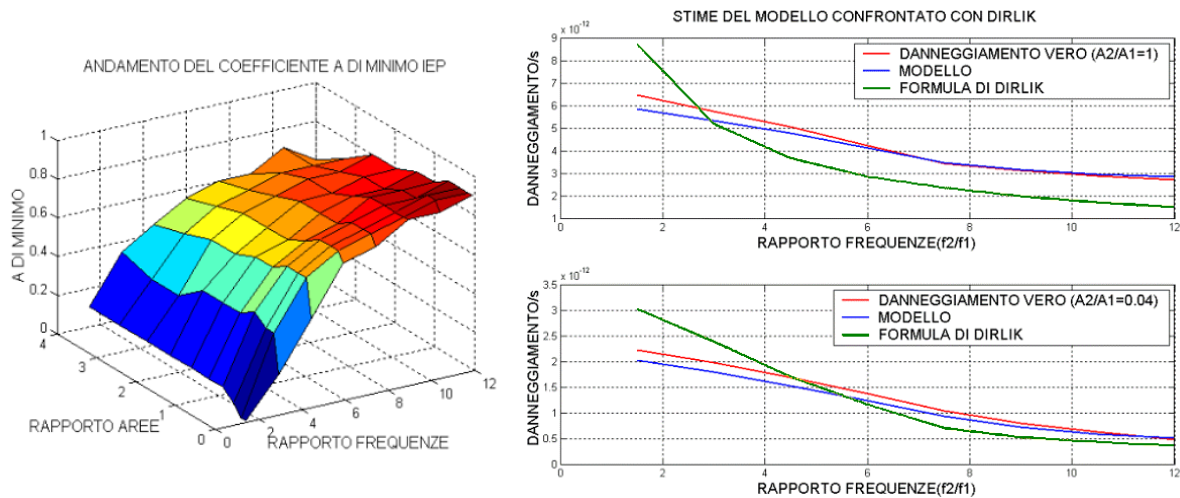 ANDAMENTO DEL COEFFICIENTE A DI MINIMO IEP
1
0.8
0.6
0.4
0.2
0
A DI MINIMO
4
3
2
1
0
RAPPORTO AREE
0
2
4
6
8
10
12
RAPPORTO FREQUENZE
STIME DEL MODELLO CONFRONTATO CON DIRLIK
x 10^-12
9
8
7
6
5
4
3
2
1
DANNEGGIAMENTO/s
DANNEGGIAMENTO VERO (A2/A1=1)
MODELLO
FORMULA DI DIRLIK
0
2
4
6
8
10
12
RAPPORTO FREQUENZE(f2/f1)
x 10^-12
3.5
3
2.5
2
1.5
1
0.5
0
DANNEGGIAMENTO/s
DANNEGGIAMENTO VERO (A2/A1=0.04)
MODELLO
FORMULA DI DIRLIK
0
2
4
6
8
10
12
RAPPORTO FREQUENZE(f2/f1)